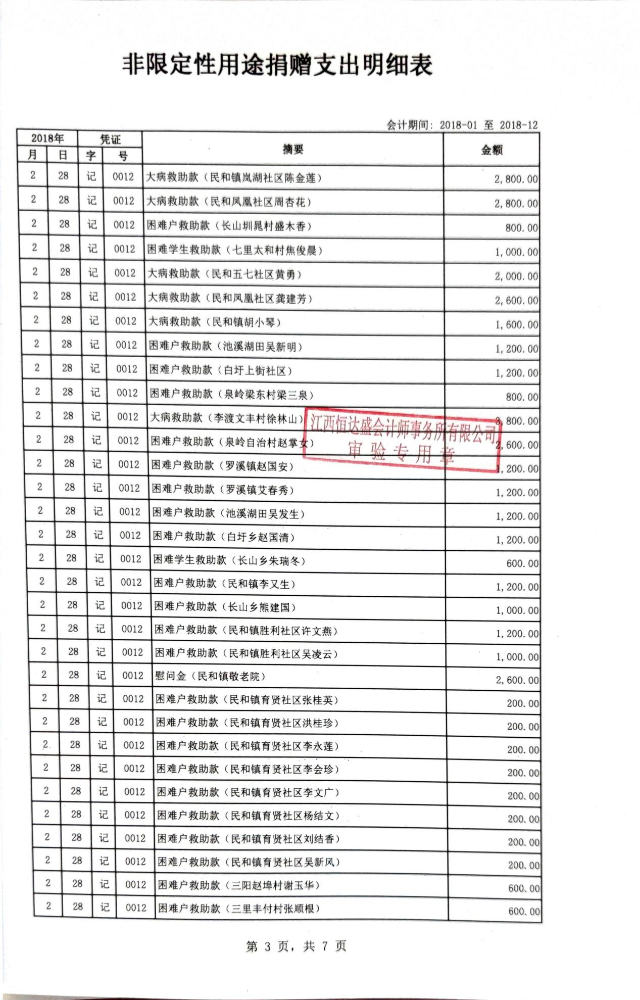 非限定性用途捐赠支出明细表
会计期间: 2018-01 至 2018-12
2018年 凭证 摘要 金额
月 日 字 号
2 28 记 0012 大病救助款（民和镇岚湖社区陈金莲） 2,800.00
2 28 记 0012 大病救助款（民和凤凰社区周杏花） 2,800.00
2 28 记 0012 困难户救助款（长山圳晁村盛木香） 800.00
2 28 记 0012 困难学生救助款（七里太和村焦俊晨） 1,000.00
2 28 记 0012 大病救助款（民和五七社区黄勇） 2,000.00
2 28 记 0012 大病救助款（民和凤凰社区龚建芳） 2,600.00
2 28 记 0012 大病救助款（民和镇胡小琴） 1,600.00
2 28 记 0012 困难户救助款（池溪湖田吴新明） 1,200.00
2 28 记 0012 困难户救助款（白圩上街社区） 1,200.00
2 28 记 0012 困难户救助款（泉岭梁东村梁三泉） 800.00
2 28 记 0012 大病救助款（李渡文丰村徐林山） 3,800.00
江西恒达盛会计师事务所有限公司
2 28 记 0012 困难户救助款（泉岭自治村赵掌女） 2,600.00
审验专用章
2 28 记 0012 困难户救助款（罗溪镇赵国安） 1,200.00
2 28 记 0012 困难户救助款（罗溪镇艾春秀） 1,200.00
2 28 记 0012 困难户救助款（池溪湖田吴发生） 1,200.00
2 28 记 0012 困难户救助款（白圩乡赵国清） 1,200.00
2 28 记 0012 困难学生救助款（长山乡朱瑞冬） 600.00
2 28 记 0012 困难户救助款（民和镇李又生） 1,200.00
2 28 记 0012 困难户救助款（长山乡熊建国） 1,000.00
2 28 记 0012 困难户救助款（民和镇胜利社区许文燕） 1,200.00
2 28 记 0012 困难户救助款（民和镇胜利社区吴凌云） 1,000.00
2 28 记 0012 慰问金（民和镇敬老院） 2,600.00
2 28 记 0012 困难户救助款（民和镇育贤社区张桂英） 200.00
2 28 记 0012 困难户救助款（民和镇育贤社区洪桂珍） 200.00
2 28 记 0012 困难户救助款（民和镇育贤社区李永莲） 200.00
2 28 记 0012 困难户救助款（民和镇育贤社区李会珍） 200.00
2 28 记 0012 困难户救助款（民和镇育贤社区李文广） 200.00
2 28 记 0012 困难户救助款（民和镇育贤社区杨结文） 200.00
2 28 记 0012 困难户救助款（民和镇育贤社区刘结香） 200.00
2 28 记 0012 困难户救助款（民和镇育贤社区吴新风） 200.00
2 28 记 0012 困难户救助款（三阳赵埠村谢玉华） 600.00
2 28 记 0012 困难户救助款（三里丰付村张顺根） 600.00
第 3 页，共 7 页